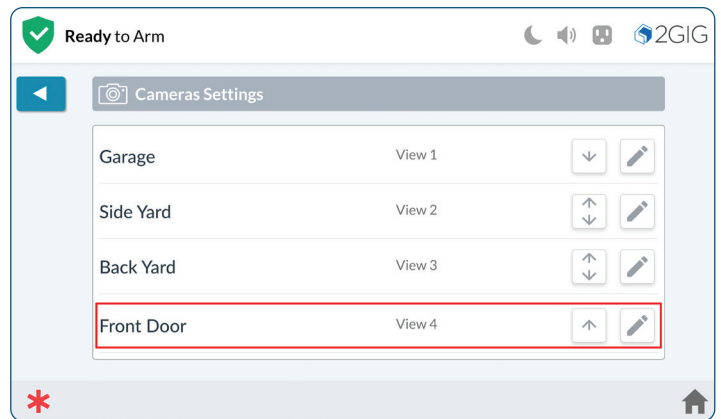 Ready to Arm
2GIG
Cameras Settings
Garage View 1
Side Yard View 2
Back Yard View 3
Front Door View 4